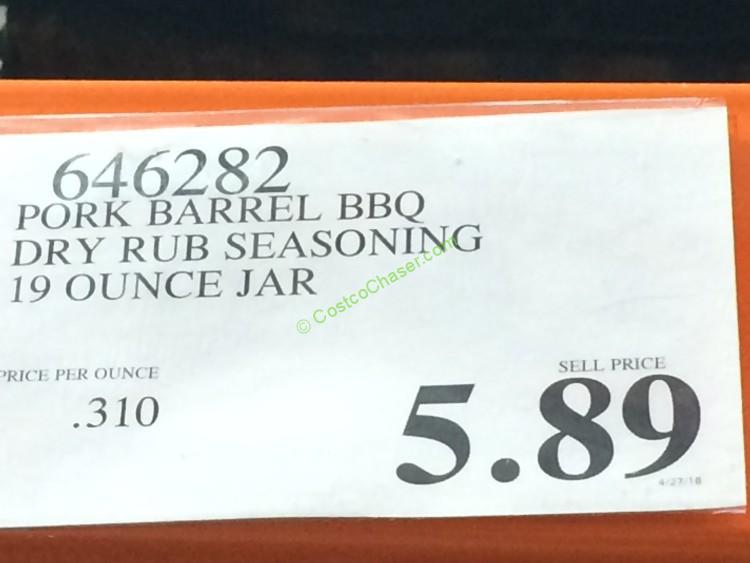 646282
PORK BARREL BBQ
DRY RUB SEASONING
19 OUNCE JAR
© CostcoChaser.com
PRICE PER OUNCE
.310
SELL PRICE
5.89
4/27/18